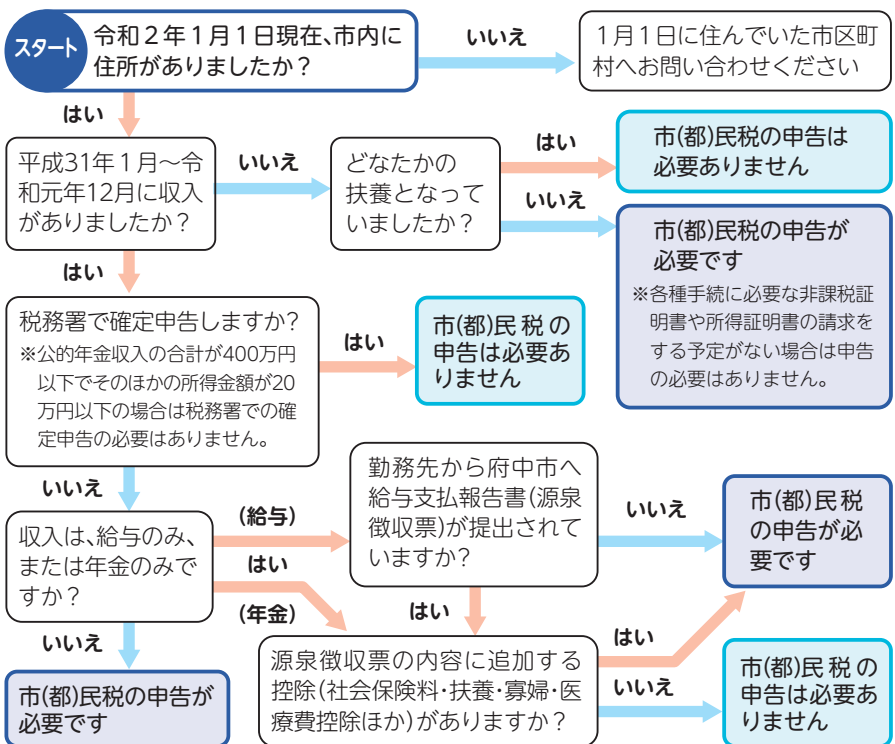 スタート
令和2年1月1日現在、市内に
住所がありましたか？
いいえ
1月1日に住んでいた市区町
村へお問い合わせください
はい
平成31年1月～令
和元年12月に収入
がありましたか？
いいえ
どなたかの
扶養となって
いましたか？
はい
市(都)民税の申告は
必要ありません
いいえ
市(都)民税の申告が
必要です
※各種手続に必要な非課税証
明書や所得証明書の請求を
する予定がない場合は申告
の必要はありません。
はい
税務署で確定申告しますか？
※公的年金収入の合計が400万円
以下でそのほかの所得金額が20
万円以下の場合は税務署での確
定申告の必要はありません。
はい
市(都)民税の
申告は必要あ
りません
いいえ
収入は、給与のみ、
または年金のみで
すか？
(給与)
はい
(年金)
勤務先から府中市へ
給与支払報告書(源泉
徴収票)が提出されて
いますか？
いいえ
市(都)民税
の申告が必
要です
はい
いいえ
市(都)民税の申告が
必要です
源泉徴収票の内容に追加する
控除(社会保険料・扶養・寡婦・医
療費控除ほか)がありますか？
はい
いいえ
市(都)民税の
申告は必要あ
りません